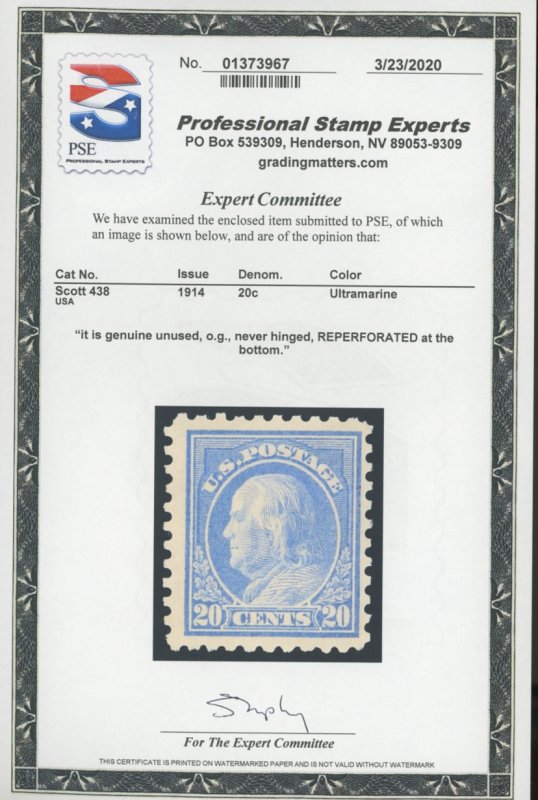 No. 01373967 3/23/2020
PSE
PROFESSIONAL STAMP EXPERTS
Professional Stamp Experts
PO Box 539309, Henderson, NV 89053-9309
gradingmatters.com
Expert Committee
We have examined the enclosed item submitted to PSE, of which
an image is shown below, and are of the opinion that:
Cat No. Issue Denom. Color
Scott 438 1914 20c Ultramarine
USA
“it is genuine unused, o.g., never hinged, REPERFORATED at the
bottom.”
U.S. POSTAGE
20 CENTS 20
For The Expert Committee
THIS CERTIFICATE IS PRINTED ON WATERMARKED PAPER AND IS NOT VALID WITHOUT WATERMARK